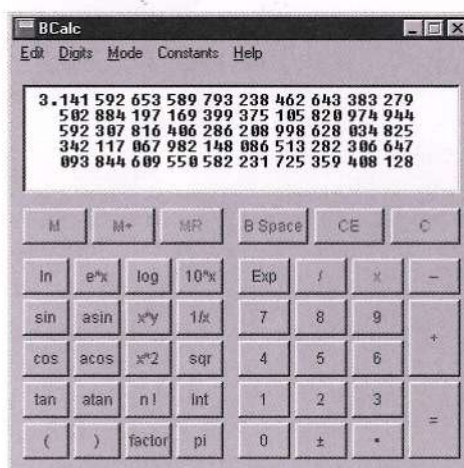 BCalc
Edit Digits Mode Constants Help
3.141 592 653 589 793 238 462 643 383 279
502 884 197 169 399 375 105 820 974 944
592 307 816 406 286 208 998 628 034 825
342 117 067 982 148 086 513 282 306 647
093 844 609 550 582 231 725 359 408 128
M M+ MR B Space CE C
ln e^x log 10^x Exp / x −
sin asin x^y 1/x 7 8 9 +
cos acos x^2 sqr 4 5 6
tan atan n! Int 1 2 3 =
( ) factor pi 0 ± •